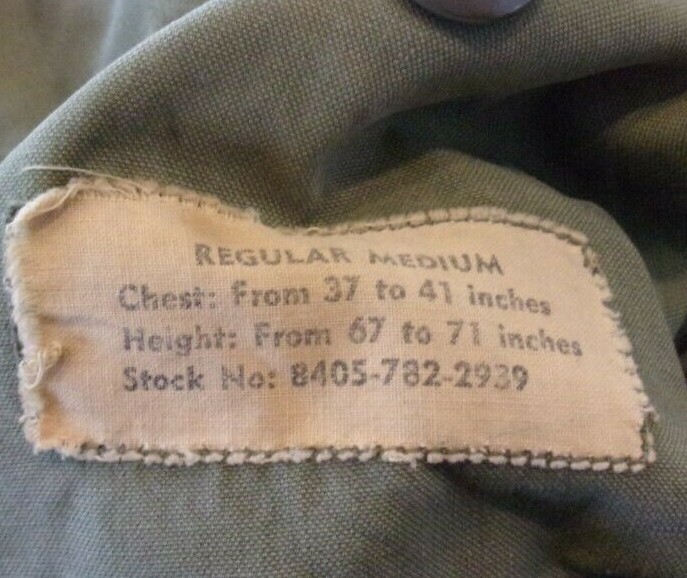 REGULAR MEDIUM
Chest: From 37 to 41 inches
Height: From 67 to 71 inches
Stock No: 8405-782-2939